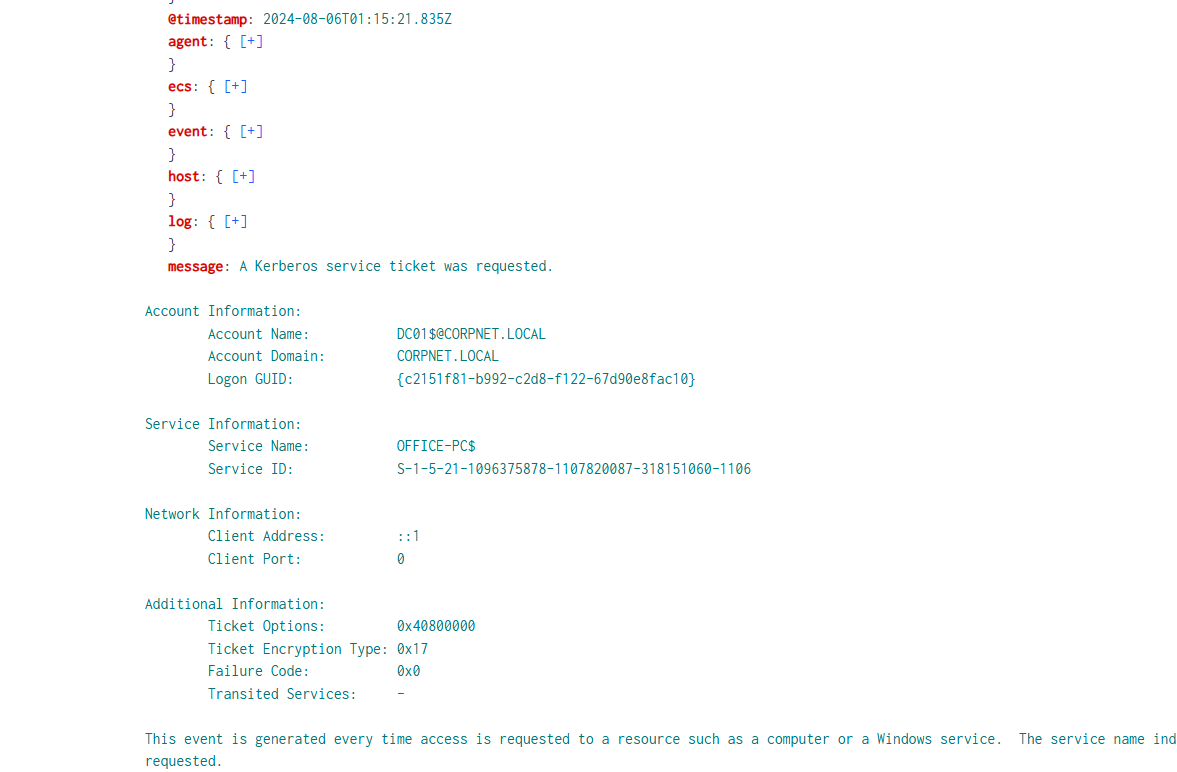 }
@timestamp: 2024-08-06T01:15:21.835Z
agent: { [+]
}
ecs: { [+]
}
event: { [+]
}
host: { [+]
}
log: { [+]
}
message: A Kerberos service ticket was requested.
Account Information:
Account Name: DC01$@CORPNET.LOCAL
Account Domain: CORPNET.LOCAL
Logon GUID: {c2151f81-b992-c2d8-f122-67d90e8fac10}
Service Information:
Service Name: OFFICE-PC$
Service ID: S-1-5-21-1096375878-1107820087-318151060-1106
Network Information:
Client Address: ::1
Client Port: 0
Additional Information:
Ticket Options: 0x40800000
Ticket Encryption Type: 0x17
Failure Code: 0x0
Transited Services: -
This event is generated every time access is requested to a resource such as a computer or a Windows service. The service name ind
requested.